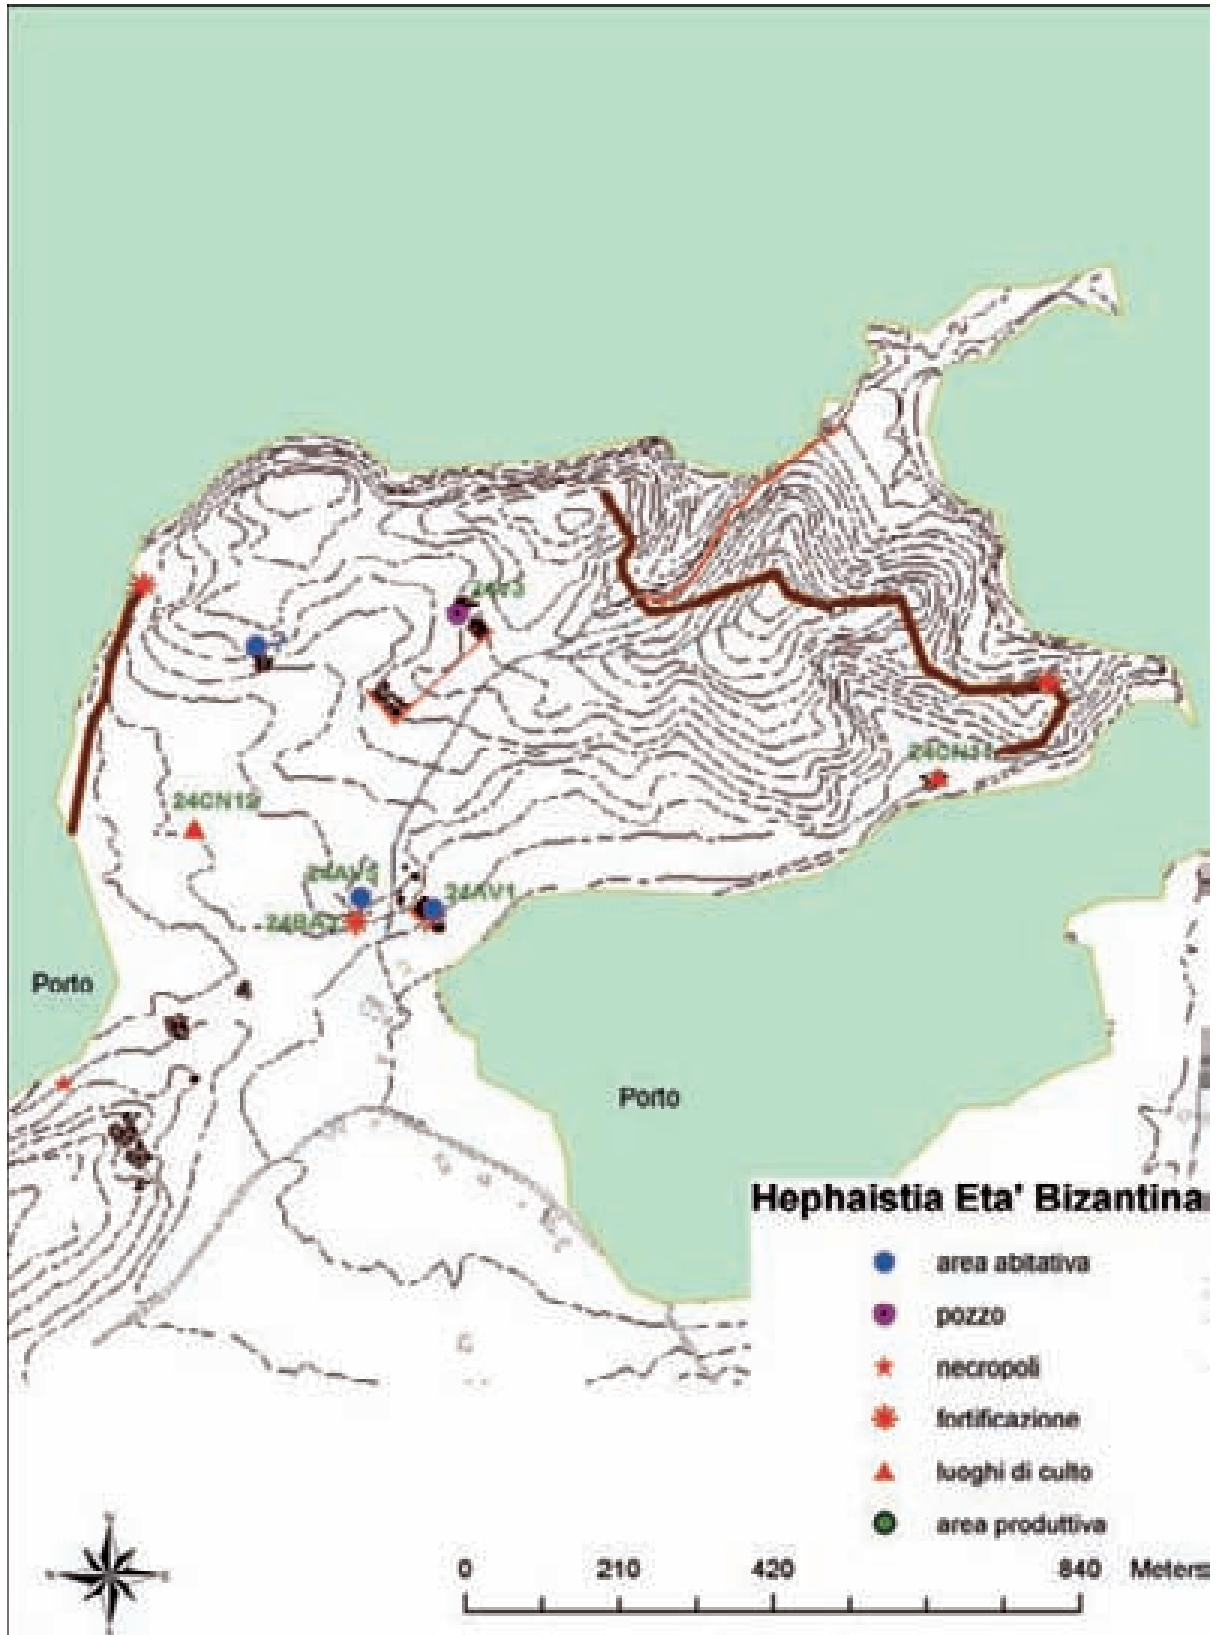 24CN12
24AV1
Porto
Porto
Hephaistia Eta' Bizantina
area abitativa
pozzo
necropoli
fortificazione
luoghi di culto
area produttiva
0 210 420 840 Meters